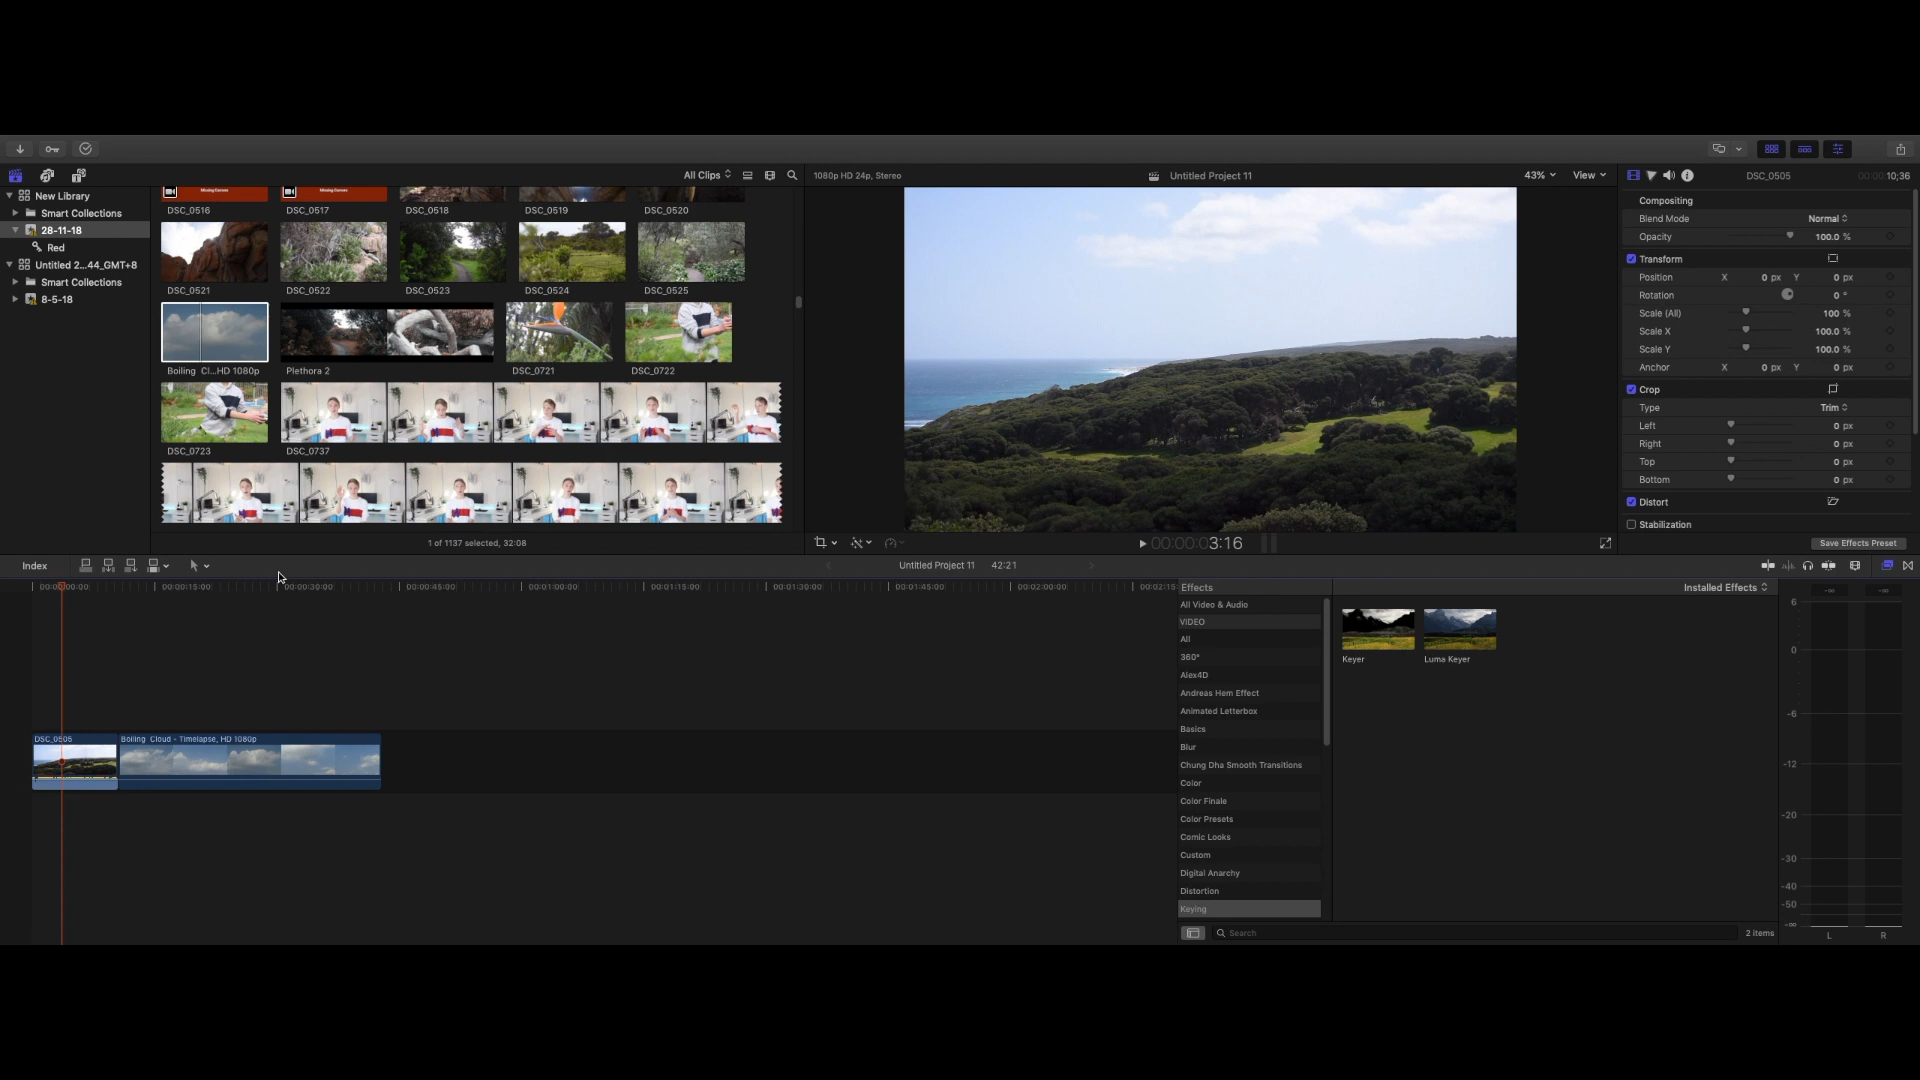 All Clips
1080p HD 24p, Stereo
Untitled Project 11
43%
View
DSC_0505
00:00:10;36
New Library
Smart Collections
28-11-18
Red
Untitled 2...44_GMT+8
Smart Collections
8-5-18
Missing Camera
Missing Camera
DSC_0516
DSC_0517
DSC_0518
DSC_0519
DSC_0520
DSC_0521
DSC_0522
DSC_0523
DSC_0524
DSC_0525
Boiling Cl...HD 1080p
Plethora 2
DSC_0721
DSC_0722
DSC_0723
DSC_0737
1 of 1137 selected, 32:08
00:00:03:16
Compositing
Blend Mode
Normal
Opacity
100.0 %
Transform
Position
X
0 px
Y
0 px
Rotation
0 °
Scale (All)
100 %
Scale X
100.0 %
Scale Y
100.0 %
Anchor
X
0 px
Y
0 px
Crop
Type
Trim
Left
0 px
Right
0 px
Top
0 px
Bottom
0 px
Distort
Stabilization
Save Effects Preset
Index
Untitled Project 11
42:21
00:00:00:00
00:00:15:00
00:00:30:00
00:00:45:00
00:01:00:00
00:01:15:00
00:01:30:00
00:01:45:00
00:02:00:00
00:02:15
DSC_0505
Boiling Cloud - Timelapse, HD 1080p
Effects
Installed Effects
All Video & Audio
VIDEO
All
360°
Alex4D
Andreas Hem Effect
Animated Letterbox
Basics
Blur
Chung Dha Smooth Transitions
Color
Color Finale
Color Presets
Comic Looks
Custom
Digital Anarchy
Distortion
Keying
Keyer
Luma Keyer
Search
2 items
-∞
-∞
6
0
-6
-12
-20
-30
-40
-50
-∞
L
R